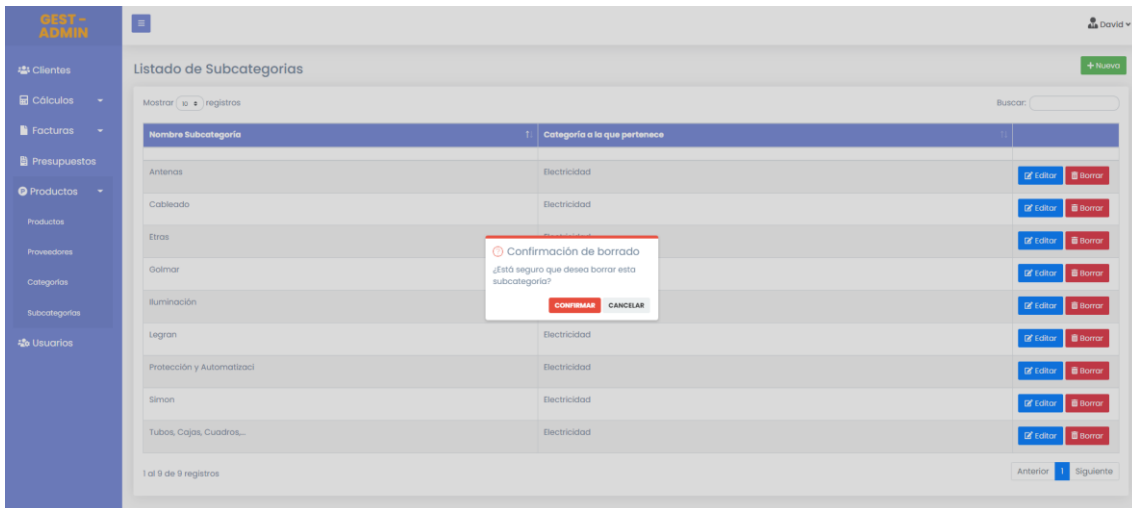 GEST -
ADMIN
David
Clientes
Cálculos
Facturas
Presupuestos
Productos
Productos
Proveedores
Categorías
Subcategorías
Usuarios
Listado de Subcategorias
+ Nueva
Mostrar 10 registros
Buscar:
Nombre Subcategoría Categoría a la que pertenece
Antenas Electricidad Editar Borrar
Cableado Electricidad Editar Borrar
Etras Editar Borrar
Golmar Editar Borrar
Iluminación Editar Borrar
Legran Electricidad Editar Borrar
Protección y Automatizaci Electricidad Editar Borrar
Simon Electricidad Editar Borrar
Tubos, Cajas, Cuadros,... Electricidad Editar Borrar
1 al 9 de 9 registros
Anterior 1 Siguiente
Confirmación de borrado
¿Está seguro que desea borrar esta
subcategoría?
CONFIRMAR CANCELAR